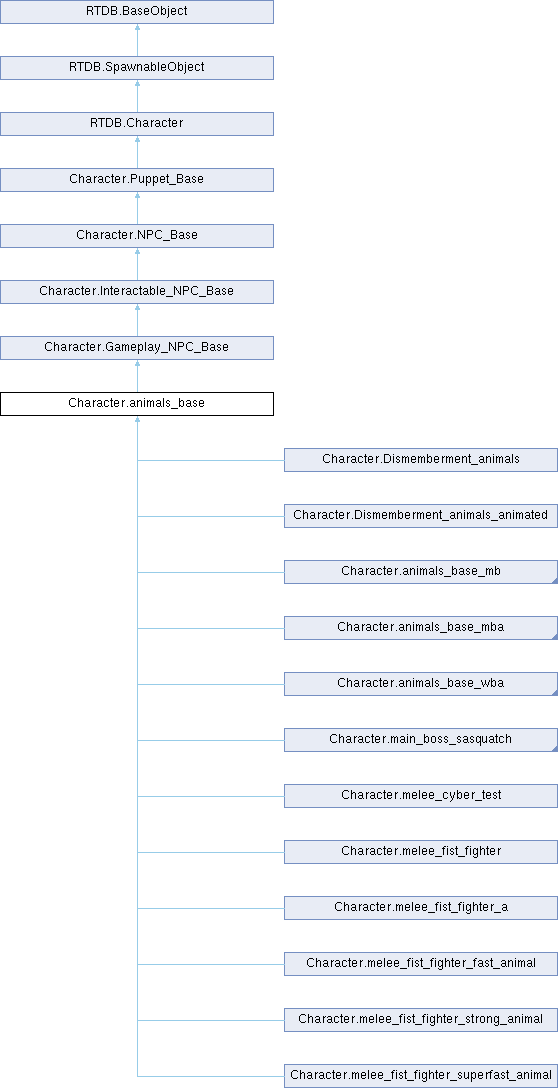 RTDB.BaseObject
RTDB.SpawnableObject
RTDB.Character
Character.Puppet_Base
Character.NPC_Base
Character.Interactable_NPC_Base
Character.Gameplay_NPC_Base
Character.animals_base
Character.Dismemberment_animals
Character.Dismemberment_animals_animated
Character.animals_base_mb
Character.animals_base_mba
Character.animals_base_wba
Character.main_boss_sasquatch
Character.melee_cyber_test
Character.melee_fist_fighter
Character.melee_fist_fighter_a
Character.melee_fist_fighter_fast_animal
Character.melee_fist_fighter_strong_animal
Character.melee_fist_fighter_superfast_animal